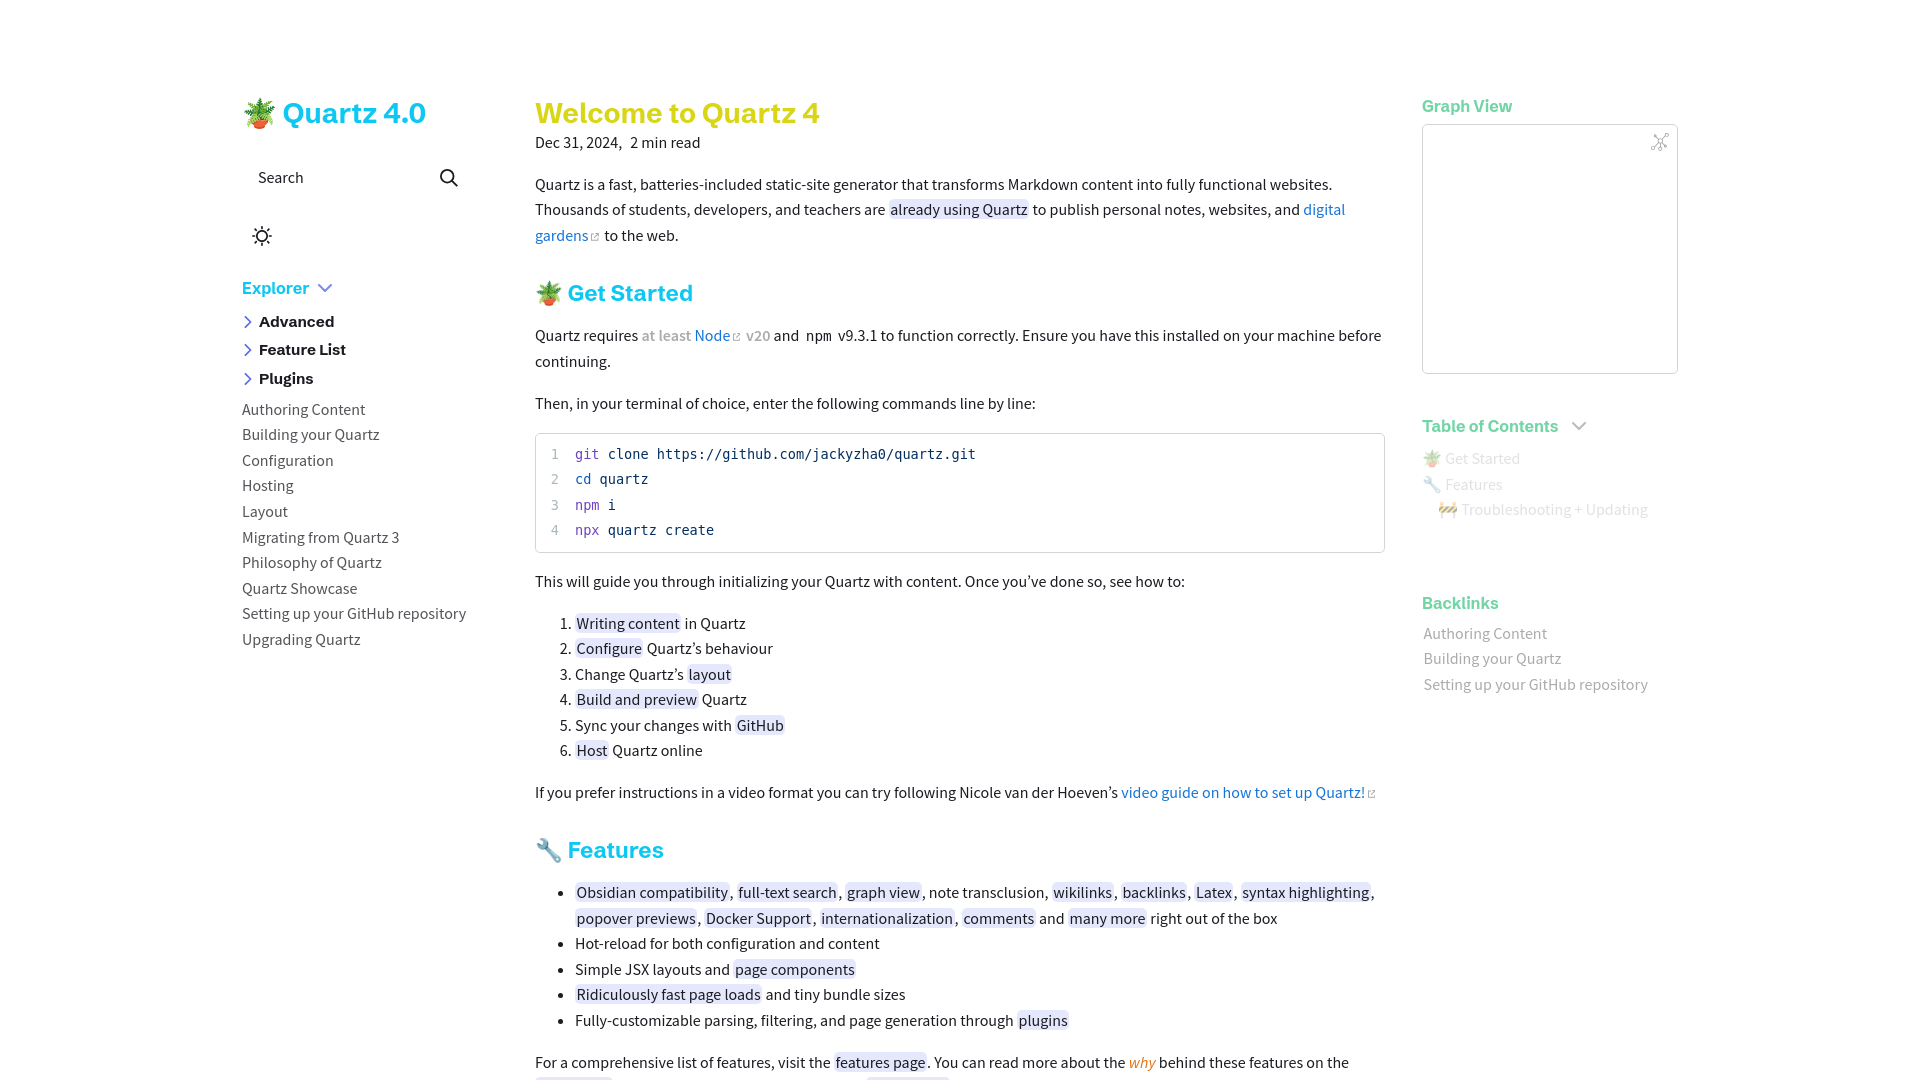 🪴 Quartz 4.0
Search
Explorer
Advanced
Feature List
Plugins
Authoring Content
Building your Quartz
Configuration
Hosting
Layout
Migrating from Quartz 3
Philosophy of Quartz
Quartz Showcase
Setting up your GitHub repository
Upgrading Quartz
Welcome to Quartz 4
Dec 31, 2024, 2 min read
Quartz is a fast, batteries-included static-site generator that transforms Markdown content into fully functional websites.
Thousands of students, developers, and teachers are already using Quartz to publish personal notes, websites, and digital
gardens to the web.
🪴 Get Started
Quartz requires at least Node v20 and npm v9.3.1 to function correctly. Ensure you have this installed on your machine before
continuing.
Then, in your terminal of choice, enter the following commands line by line:
1 git clone https://github.com/jackyzha0/quartz.git
2 cd quartz
3 npm i
4 npx quartz create
This will guide you through initializing your Quartz with content. Once you’ve done so, see how to:
1. Writing content in Quartz
2. Configure Quartz’s behaviour
3. Change Quartz’s layout
4. Build and preview Quartz
5. Sync your changes with GitHub
6. Host Quartz online
If you prefer instructions in a video format you can try following Nicole van der Hoeven’s video guide on how to set up Quartz!
🔧 Features
• Obsidian compatibility, full-text search, graph view, note transclusion, wikilinks, backlinks, Latex, syntax highlighting,
popover previews, Docker Support, internationalization, comments and many more right out of the box
• Hot-reload for both configuration and content
• Simple JSX layouts and page components
• Ridiculously fast page loads and tiny bundle sizes
• Fully-customizable parsing, filtering, and page generation through plugins
For a comprehensive list of features, visit the features page. You can read more about the why behind these features on the
Graph View
Table of Contents
🪴 Get Started
🔧 Features
🚧 Troubleshooting + Updating
Backlinks
Authoring Content
Building your Quartz
Setting up your GitHub repository